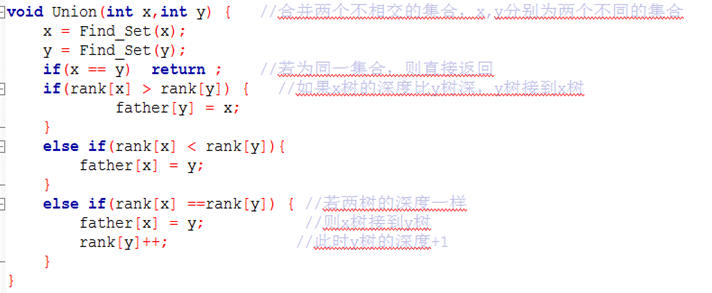 void Union(int x,int y) {   //合并两个不相交的集合，x,y分别为两个不同的集合
    x = Find_Set(x);
    y = Find_Set(y);
    if(x == y)  return ;    //若为同一集合，则直接返回
    if(rank[x] > rank[y]) {   //如果x树的深度比y树深，y树接到x树
            father[y] = x;
    }
    else if(rank[x] < rank[y]){
        father[x] = y;
    }
    else if(rank[x] ==rank[y]) { //若两树的深度一样
        father[x] = y;           //则x树接到y树
        rank[y]++;              //此时y树的深度+1
    }
}